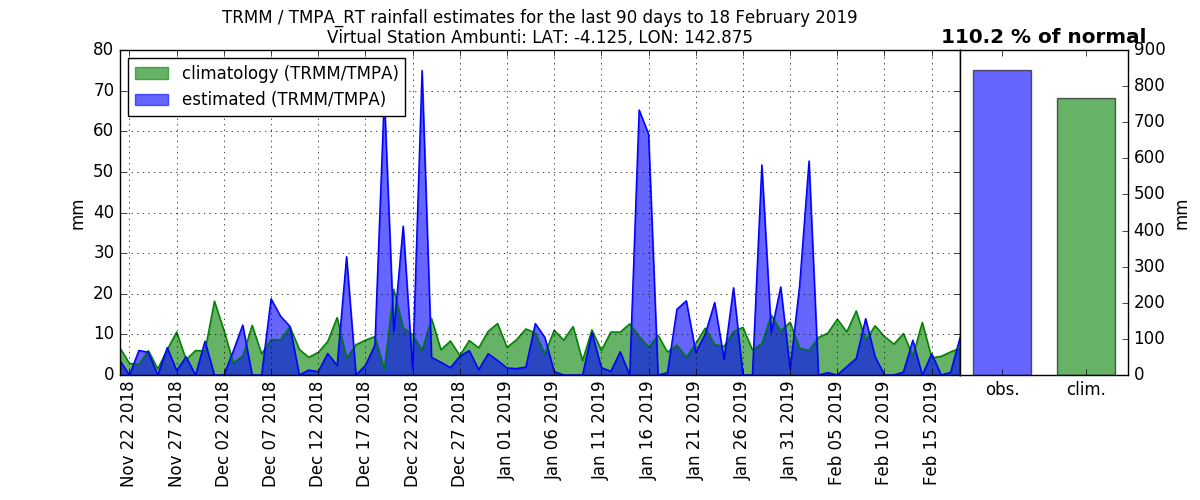 TRMM / TMPA_RT rainfall estimates for the last 90 days to 18 February 2019
Virtual Station Ambunti: LAT: -4.125, LON: 142.875
110.2 % of normal
climatology (TRMM/TMPA)
estimated (TRMM/TMPA)
80
70
60
50
40
30
20
10
0
mm
Nov 22 2018
Nov 27 2018
Dec 02 2018
Dec 07 2018
Dec 12 2018
Dec 17 2018
Dec 22 2018
Dec 27 2018
Jan 01 2019
Jan 06 2019
Jan 11 2019
Jan 16 2019
Jan 21 2019
Jan 26 2019
Jan 31 2019
Feb 05 2019
Feb 10 2019
Feb 15 2019
900
800
700
600
500
400
300
200
100
0
mm
obs.
clim.